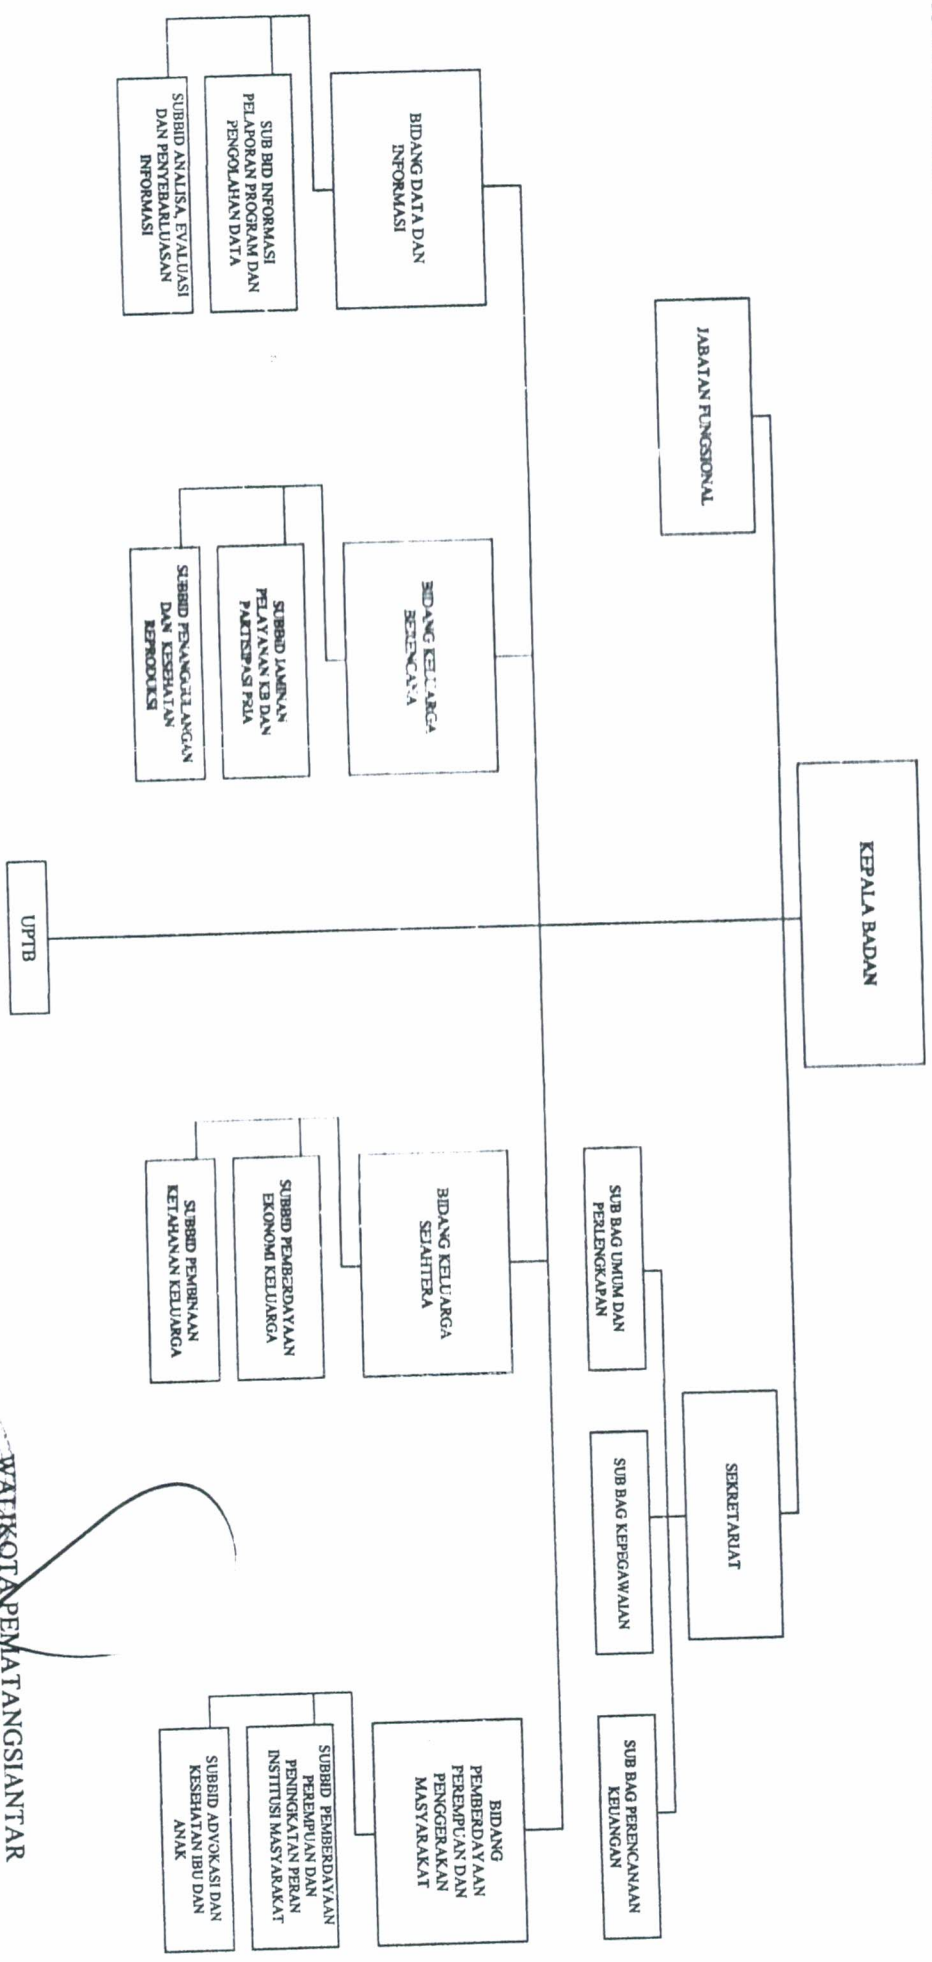 KEPALA BADAN
JABATAN FUNGSIONAL
SEKRETARIAT
SUB BAG UMUM DAN
PERLENGKAPAN
SUB BAG KEPEGAWAIAN
SUB BAG PERENCANAAN
KEUANGAN
BIDANG DATA DAN
INFORMASI
BIDANG KELUARGA
BERENCANA
BIDANG KELUARGA
SEJAHTERA
BIDANG
PEMBERDAYAAN
PEREMPUAN DAN
PENGGERAKAN
MASYARAKAT
SUB BID INFORMASI
PELAPORAN PROGRAM DAN
PENGOLAHAN DATA
SUBBID ANALISA, EVALUASI
DAN PENYEBARLUASAN
INFORMASI
SUBBID JAMINAN
PELAYANAN KB DAN
PARTISIPASI PRIA
SUBBID PENANGGULANGAN
DAN KESEHATAN
REPRODUKSI
SUBBID PEMBERDAYAAN
EKONOMI KELUARGA
SUBBID PEMBINAAN
KETAHANAN KELUARGA
SUBBID PEMBERDAYAAN
PEREMPUAN DAN
PENINGKATAN PERAN
INSTITUSI MASYARAKAT
SUBBID ADVOKASI DAN
KESEHATAN IBU DAN
ANAK
UPTB
WALIKOTA PEMATANGSIANTAR